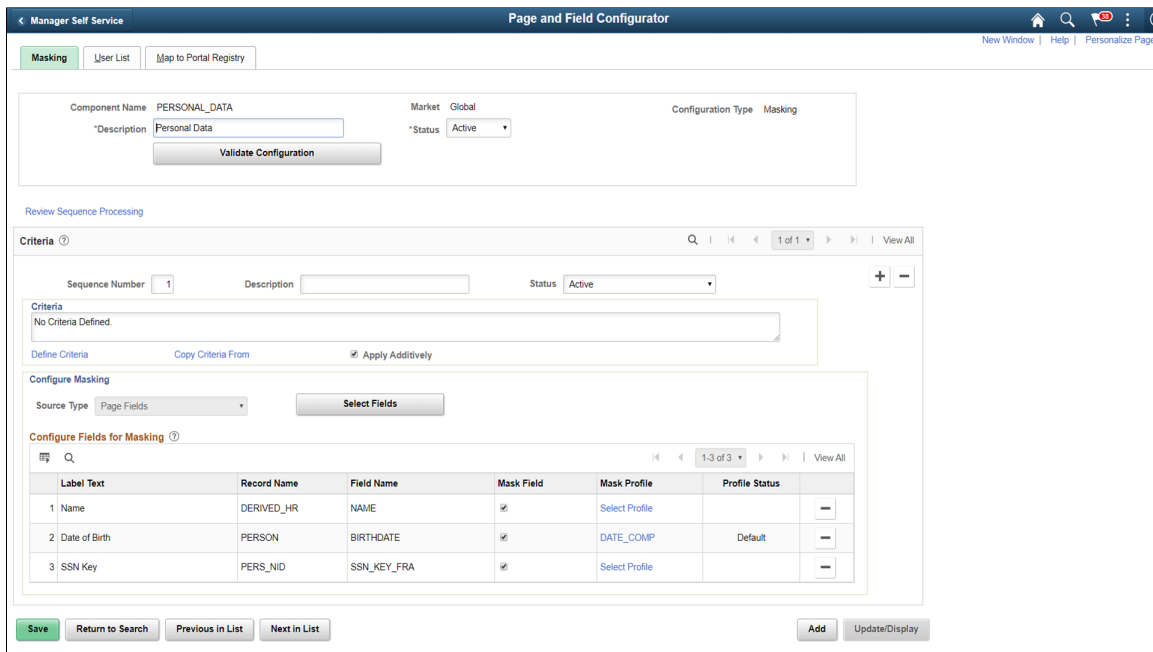 Manager Self Service
Page and Field Configurator
38
New Window | Help | Personalize Page
Masking
User List
Map to Portal Registry
Component Name PERSONAL_DATA
Market Global
Configuration Type Masking
*Description Personal Data
*Status Active
Validate Configuration
Review Sequence Processing
Criteria
1 of 1
View All
Sequence Number 1
Description
Status Active
Criteria
No Criteria Defined.
Define Criteria
Copy Criteria From
Apply Additively
Configure Masking
Source Type Page Fields
Select Fields
Configure Fields for Masking
1-3 of 3
View All
Label Text Record Name Field Name Mask Field Mask Profile Profile Status
1 Name DERIVED_HR NAME Select Profile
2 Date of Birth PERSON BIRTHDATE DATE_COMP Default
3 SSN Key PERS_NID SSN_KEY_FRA Select Profile
Save
Return to Search
Previous in List
Next in List
Add
Update/Display